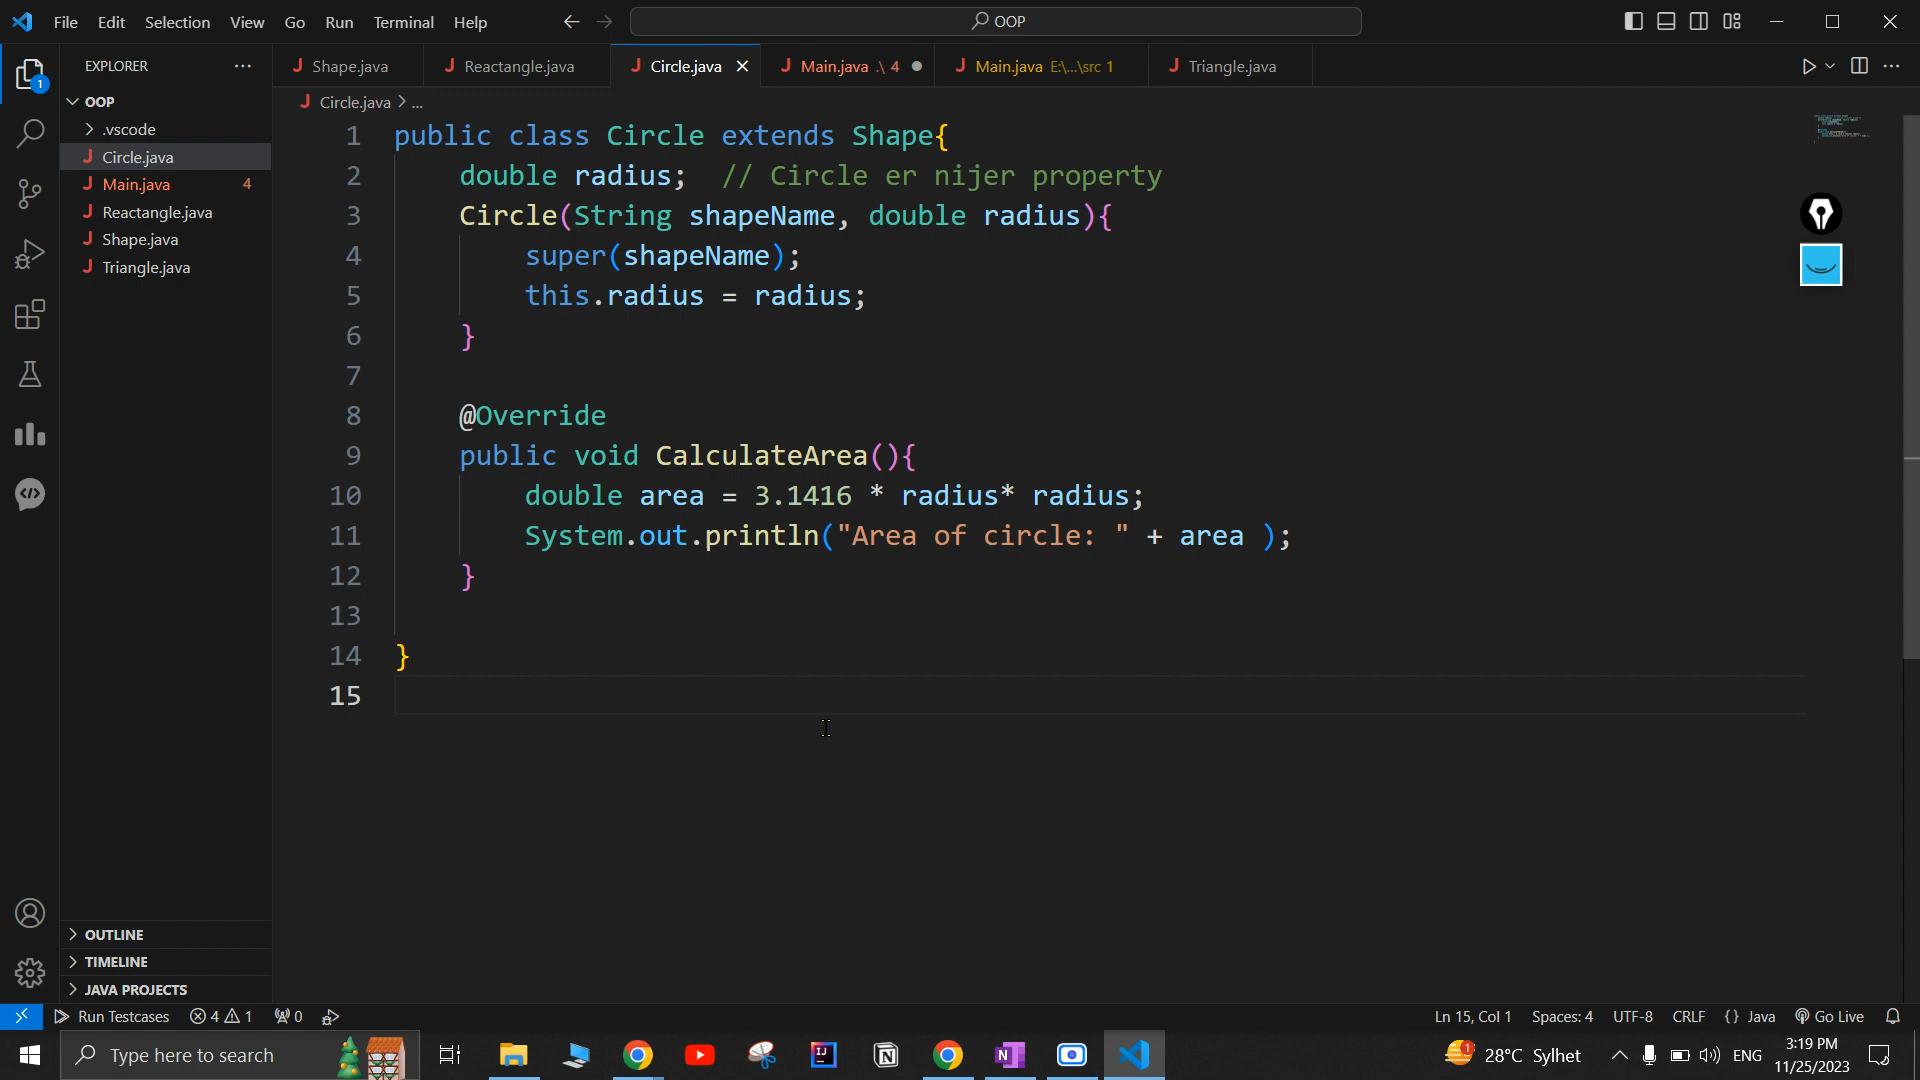 File Edit Selection View Go Run Terminal Help
OOP
EXPLORER
Shape.java
Reactangle.java
Circle.java
Main.java .\ 4
Main.java E:\...\src 1
Triangle.java
OOP
Circle.java > ...
.vscode
Circle.java
Main.java 4
Reactangle.java
Shape.java
Triangle.java
1 public class Circle extends Shape{
2 double radius; // Circle er nijer property
3 Circle(String shapeName, double radius){
4 super(shapeName);
5 this.radius = radius;
6 }
7
8 @Override
9 public void CalculateArea(){
10 double area = 3.1416 * radius* radius;
11 System.out.println("Area of circle: " + area );
12 }
13
14 }
15
OUTLINE
TIMELINE
JAVA PROJECTS
Run Testcases 4 1 0
Ln 15, Col 1 Spaces: 4 UTF-8 CRLF {} Java Go Live
Type here to search
28°C Sylhet
ENG
3:19 PM
11/25/2023